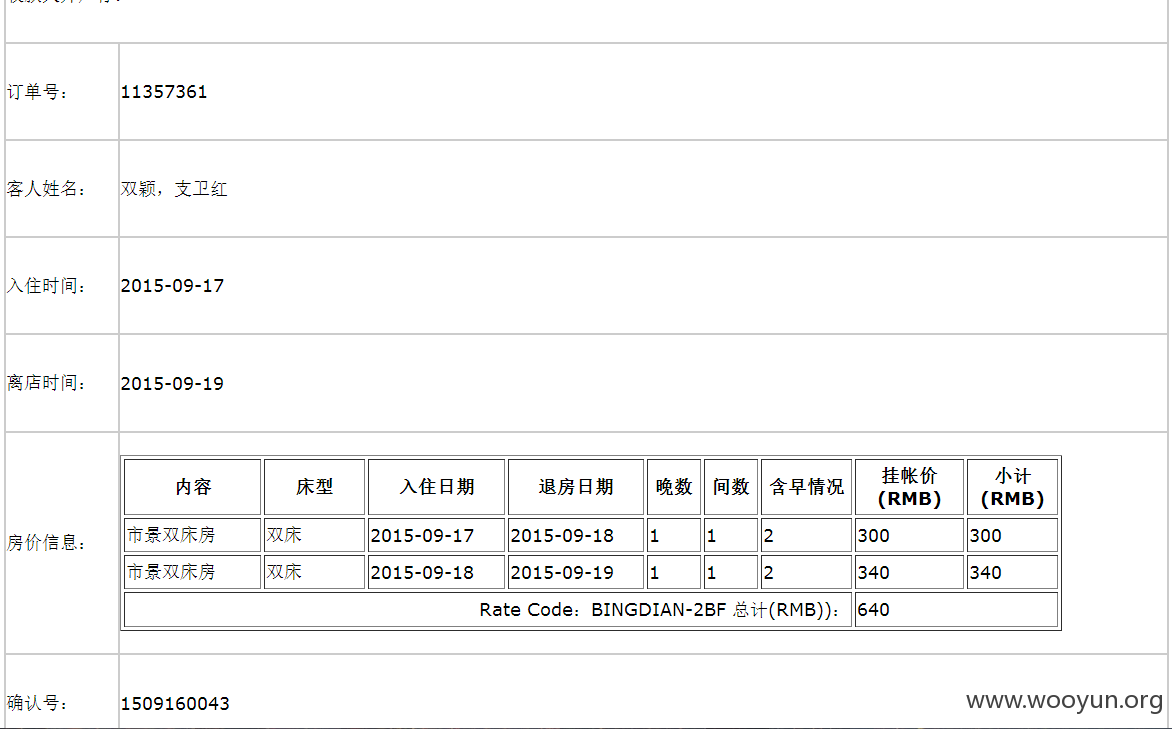 订单号： 11357361
客人姓名： 双颖，支卫红
入住时间： 2015-09-17
离店时间： 2015-09-19
房价信息：
内容 床型 入住日期 退房日期 晚数 间数 含早情况 挂帐价(RMB) 小计(RMB)
市景双床房 双床 2015-09-17 2015-09-18 1 1 2 300 300
市景双床房 双床 2015-09-18 2015-09-19 1 1 2 340 340
Rate Code：BINGDIAN-2BF 总计(RMB))： 640
确认号： 1509160043
www.wooyun.org